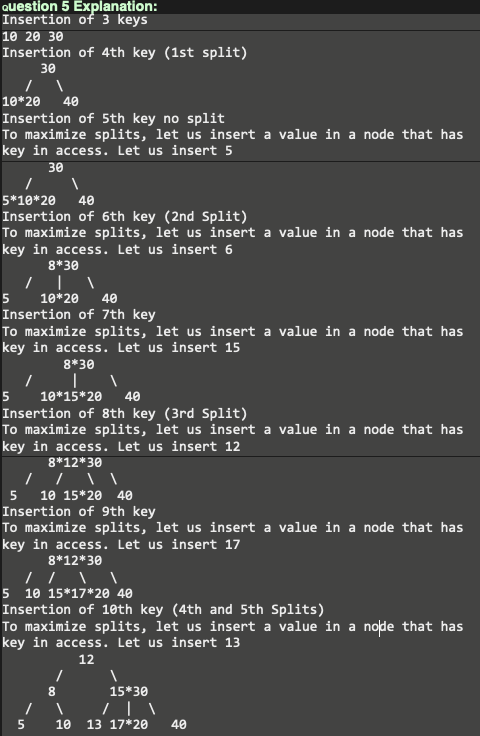 Question 5 Explanation:
Insertion of 3 keys
10 20 30
Insertion of 4th key (1st split)
30
/ \
10*20 40
Insertion of 5th key no split
To maximize splits, let us insert a value in a node that has
key in access. Let us insert 5
30
/ \
5*10*20 40
Insertion of 6th key (2nd Split)
To maximize splits, let us insert a value in a node that has
key in access. Let us insert 6
8*30
/ | \
5 10*20 40
Insertion of 7th key
To maximize splits, let us insert a value in a node that has
key in access. Let us insert 15
8*30
/ | \
5 10*15*20 40
Insertion of 8th key (3rd Split)
To maximize splits, let us insert a value in a node that has
key in access. Let us insert 12
8*12*30
/ / \ \
5 10 15*20 40
Insertion of 9th key
To maximize splits, let us insert a value in a node that has
key in access. Let us insert 17
8*12*30
/ / \ \
5 10 15*17*20 40
Insertion of 10th key (4th and 5th Splits)
To maximize splits, let us insert a value in a node that has
key in access. Let us insert 13
12
/ \
8 15*30
/ \ / | \
5 10 13 17*20 40